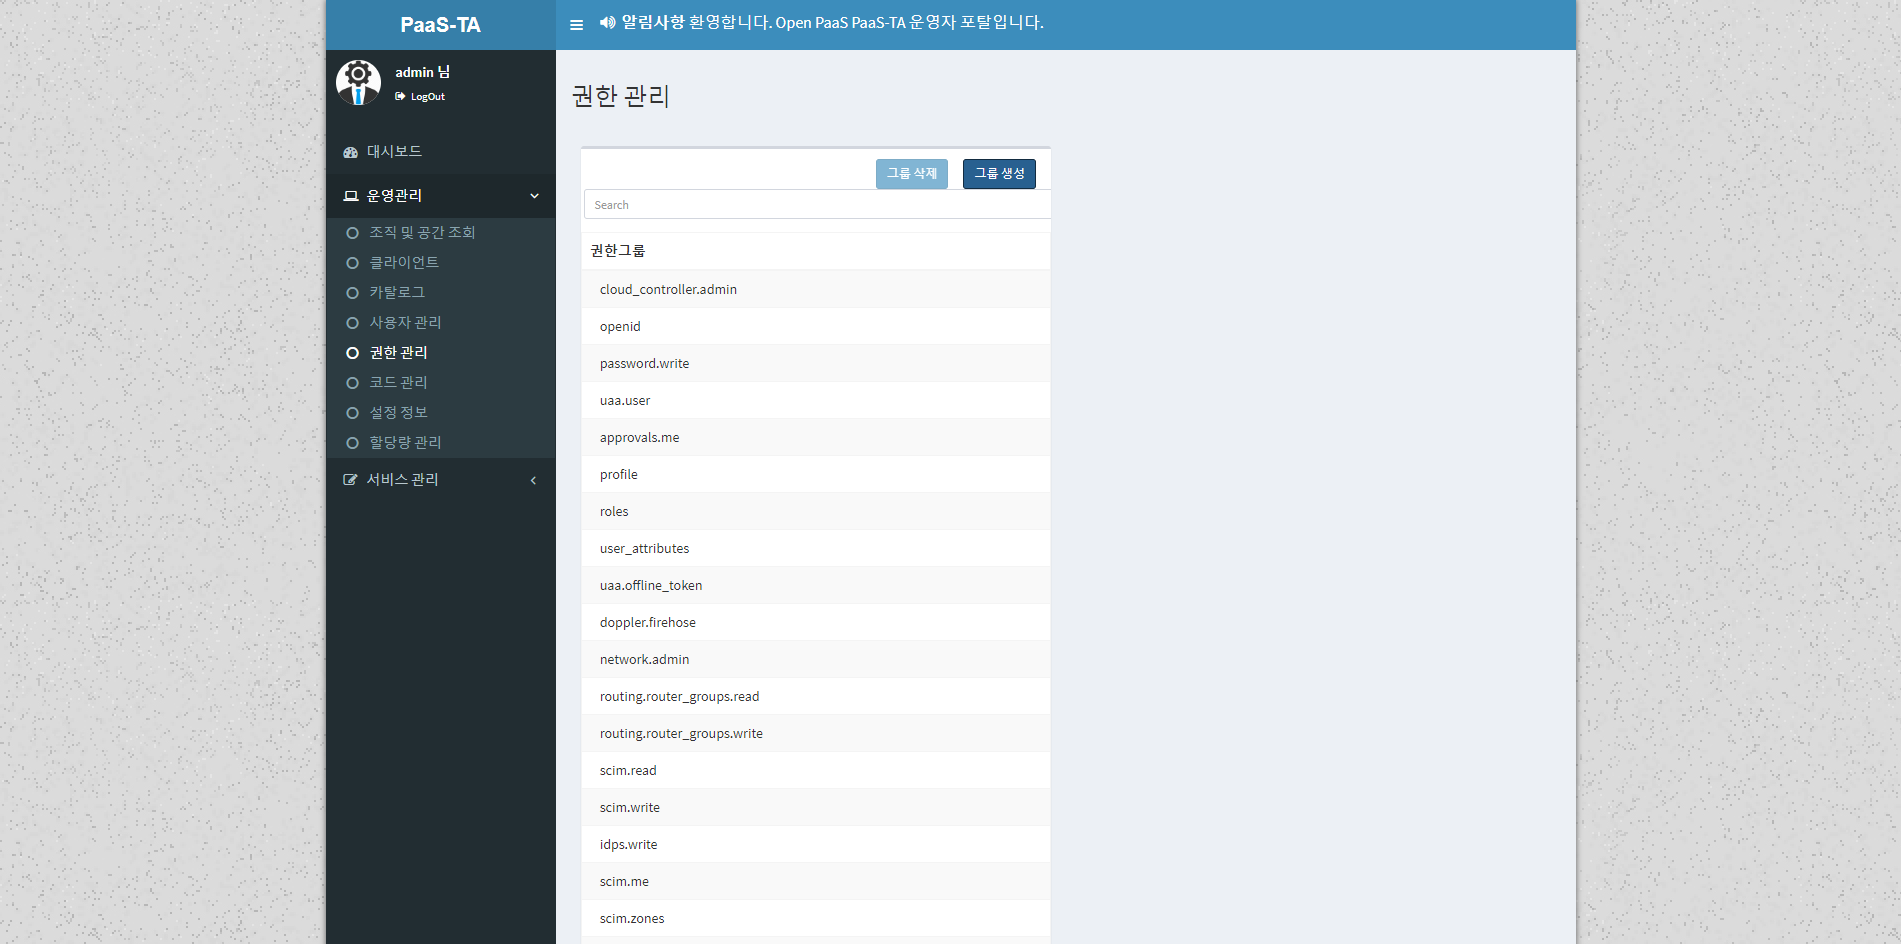 PaaS-TA
알림사항 환영합니다. Open PaaS PaaS-TA 운영자 포탈입니다.
admin 님
LogOut
대시보드
운영관리
조직 및 공간 조회
클라이언트
카탈로그
사용자 관리
권한 관리
코드 관리
설정 정보
할당량 관리
서비스 관리
권한 관리
그룹 삭제
그룹 생성
Search
권한그룹
cloud_controller.admin
openid
password.write
uaa.user
approvals.me
profile
roles
user_attributes
uaa.offline_token
doppler.firehose
network.admin
routing.router_groups.read
routing.router_groups.write
scim.read
scim.write
idps.write
scim.me
scim.zones